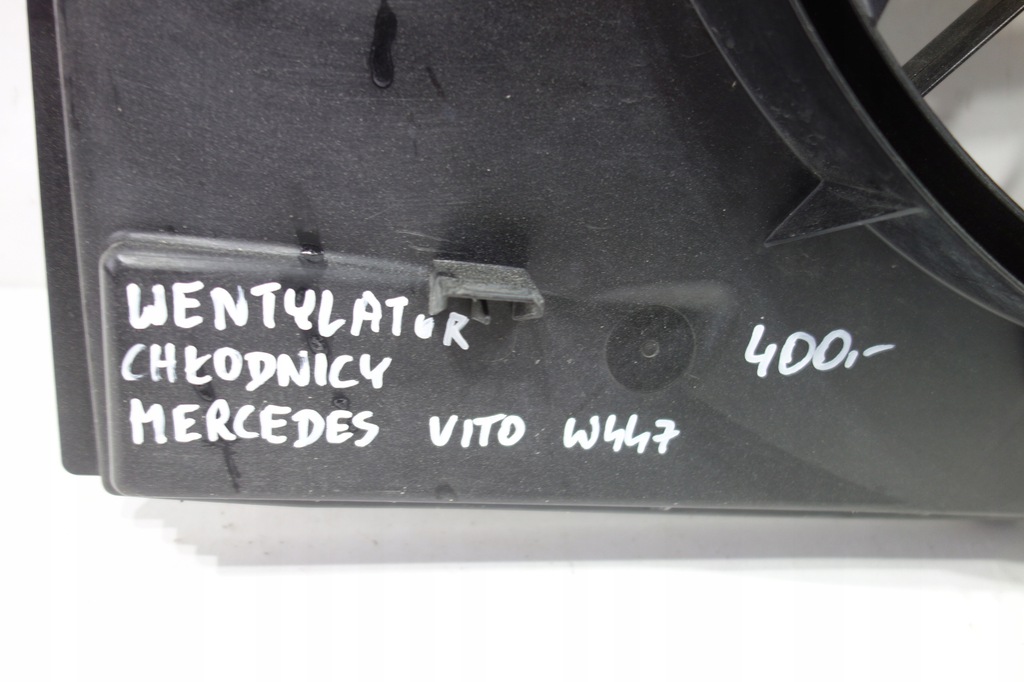 WENTYLATOR
CHŁODNICY
MERCEDES VITO W447
400,-